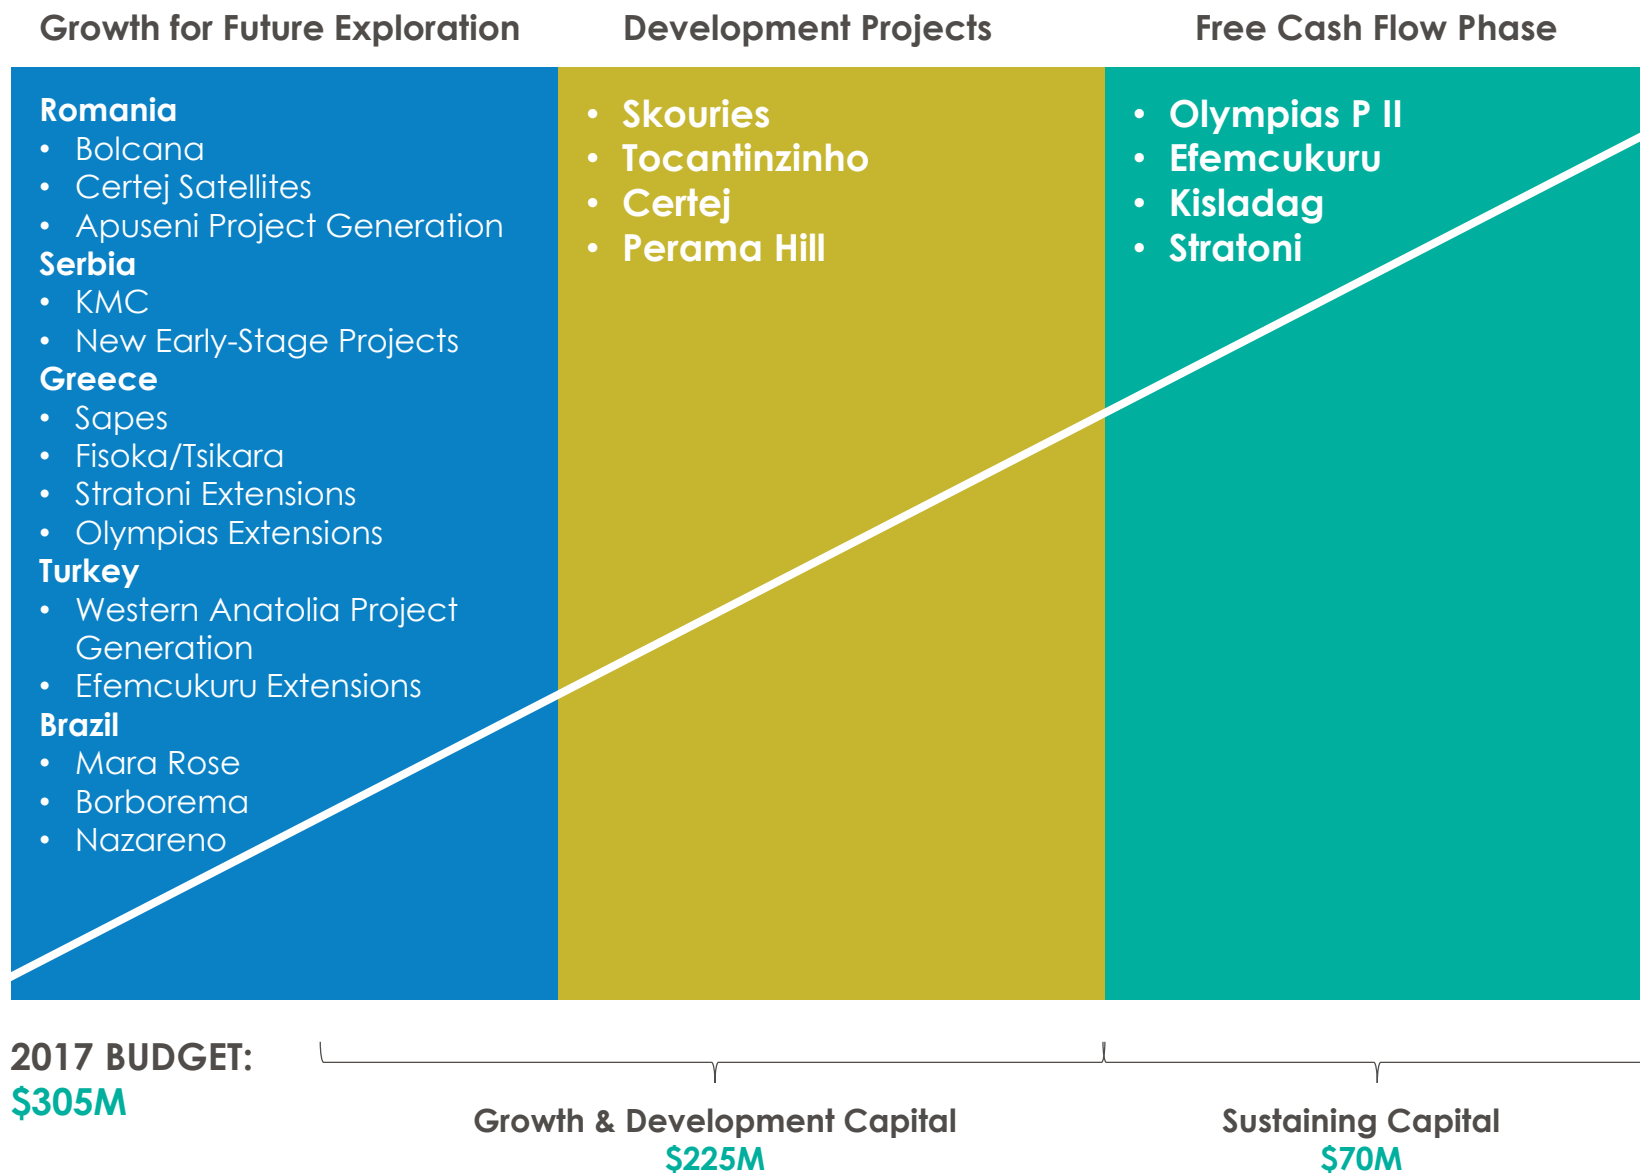 Growth for Future Exploration
Romania
• Bolcana
• Certej Satellites
• Apuseni Project Generation
Serbia
• KMC
• New Early-Stage Projects
Greece
• Sapes
• Fisoka/Tsikara
• Stratoni Extensions
• Olympias Extensions
Turkey
• Western Anatolia Project
Generation
• Efemcukuru Extensions
Brazil
• Mara Rose
• Borborema
• Nazareno
Development Projects
• Skouries
• Tocantinzinho
• Certej
• Perama Hill
Free Cash Flow Phase
• Olympias P II
• Efemcukuru
• Kisladag
• Stratoni
2017 BUDGET:
$305M
Growth & Development Capital
$225M
Sustaining Capital
$70M